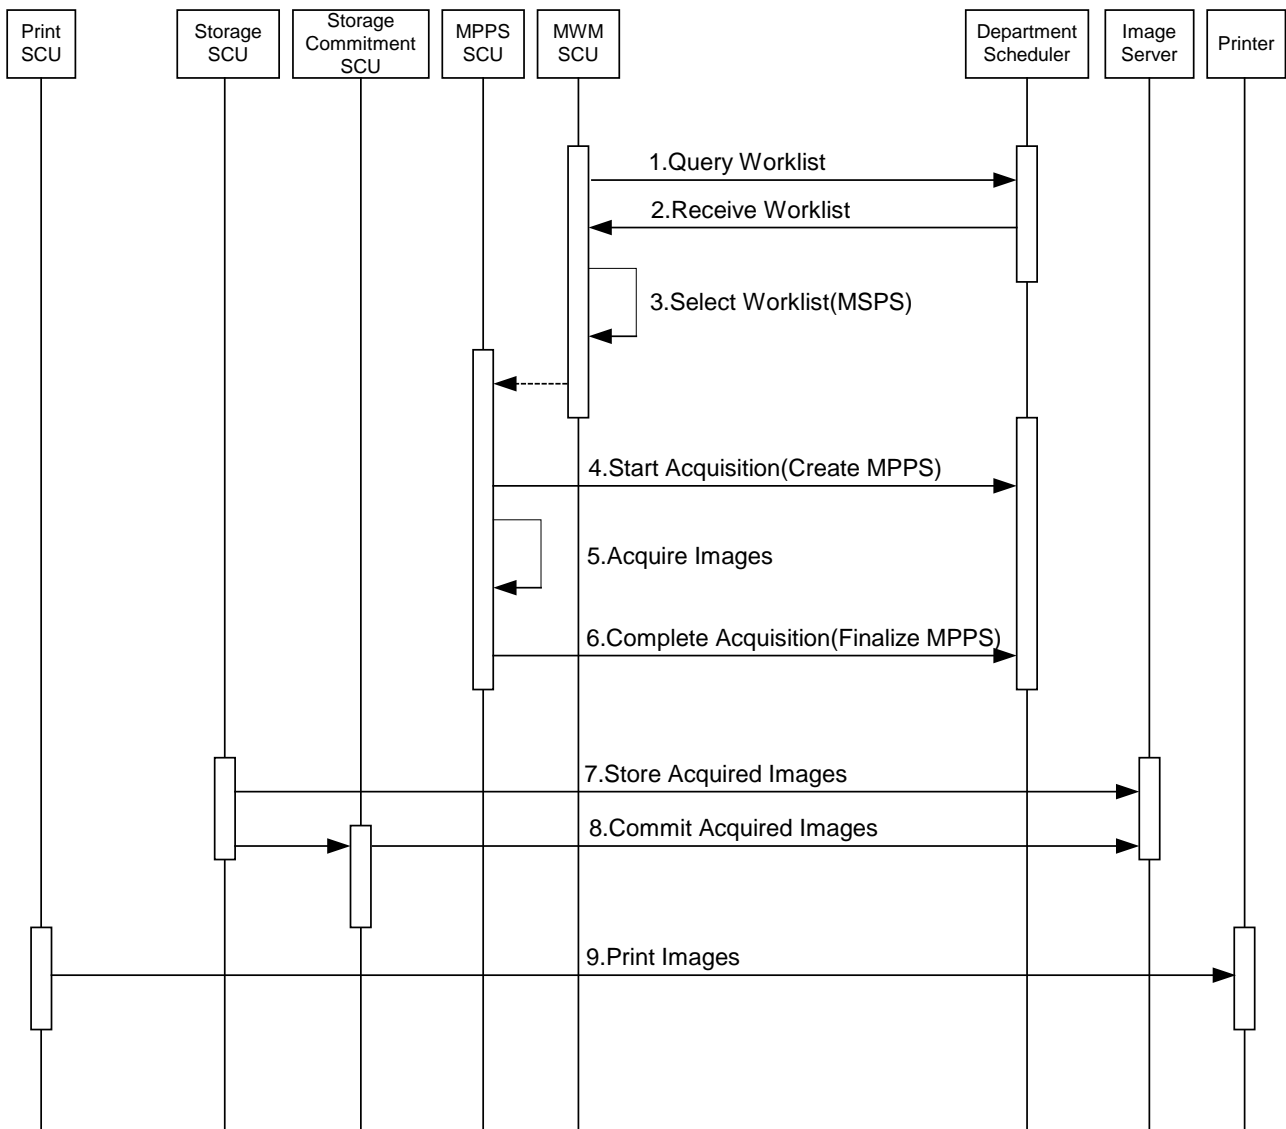 Print
SCU
Storage
SCU
Storage
Commitment
SCU
MPPS
SCU
MWM
SCU
Department
Scheduler
Image
Server
Printer
1.Query Worklist
2.Receive Worklist
3.Select Worklist(MSPS)
4.Start Acquisition(Create MPPS)
5.Acquire Images
6.Complete Acquisition(Finalize MPPS)
7.Store Acquired Images
8.Commit Acquired Images
9.Print Images